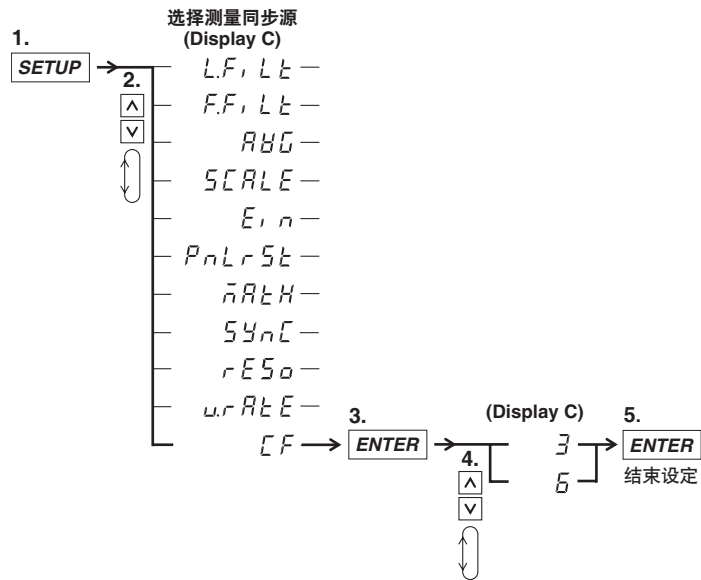 选择测量同步源
(Display C)
1.
SETUP
2.
L.FiLt
F.FiLt
AVG
SCALE
Ein
PnLrSt
MAtH
SYnC
rESo
u.rAtE
CF
3.
ENTER
4.
(Display C)
3
6
5.
ENTER
结束设定